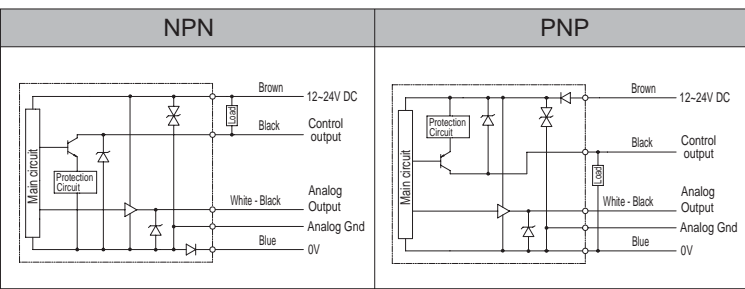 NPN
PNP
Brown
12~24V DC
Load
Black
Control
output
Main circuit
Protection
Circuit
White - Black
Analog
Output
Analog Gnd
Blue
0V
Brown
12~24V DC
Protection
Circuit
Black
Control
output
Main circuit
Load
White - Black
Analog
Output
Analog Gnd
Blue
0V